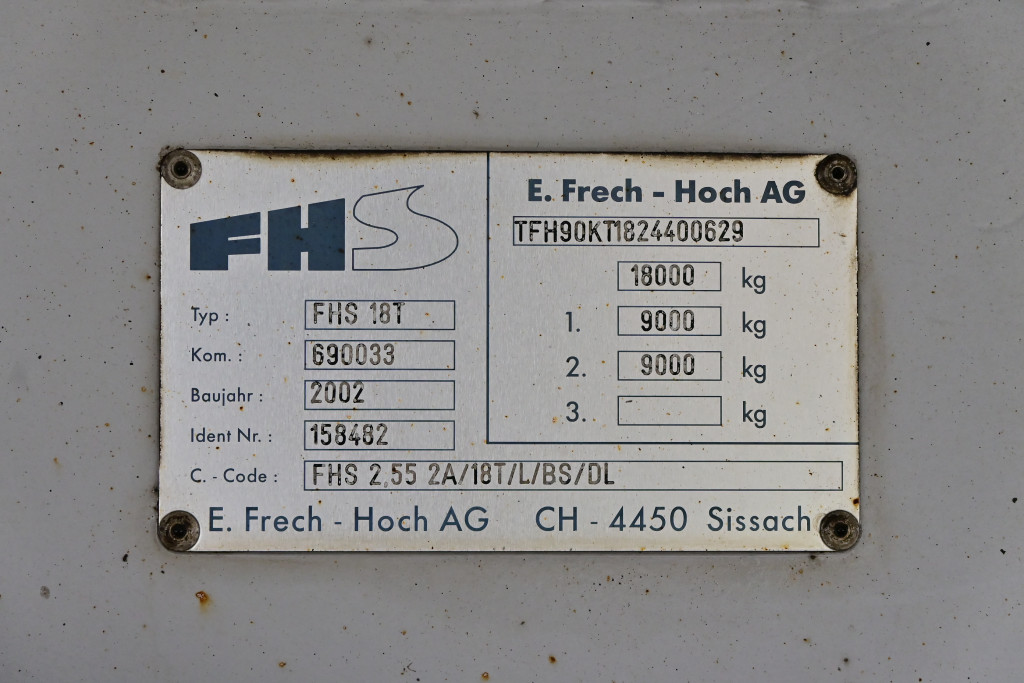 FHS
Typ : FHS 18T
Kom. : 690033
Baujahr : 2002
Ident Nr. : 158482
E. Frech - Hoch AG
TFH90KT1824400629
18000 kg
1. 9000 kg
2. 9000 kg
3. kg
C. - Code : FHS 2,55 2A/18T/L/BS/DL
E. Frech - Hoch AG CH - 4450 Sissach